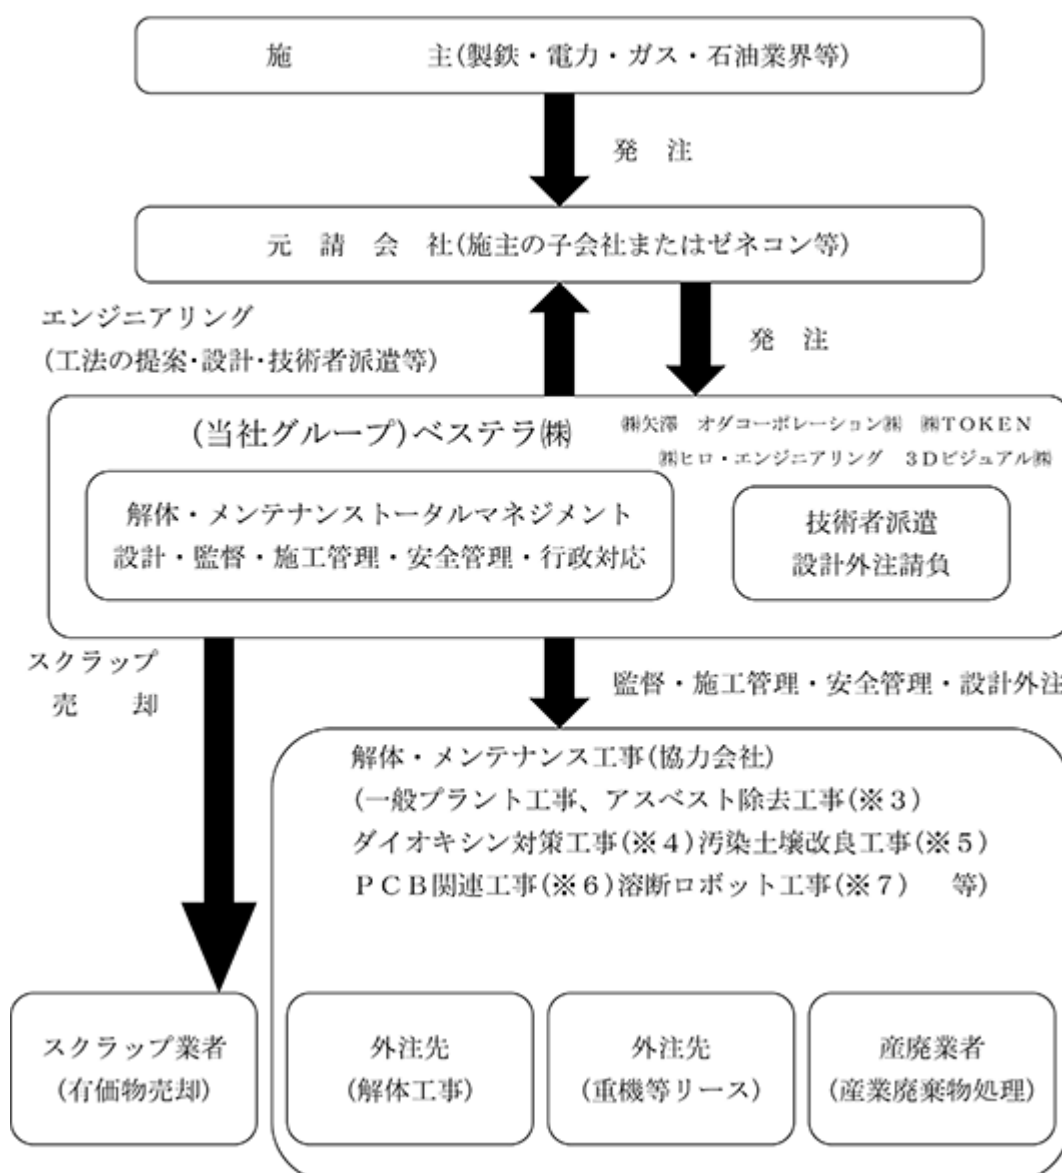 施　　　　　主(製鉄・電力・ガス・石油業界等)
発　注
元　請　会　社(施主の子会社またはゼネコン等)
エンジニアリング
(工法の提案・設計・技術者派遣等)
発　注
(当社グループ)ベステラ㈱
㈱矢澤　オダコーポレーション㈱　㈱TOKEN
㈱ヒロ・エンジニアリング　3Dビジュアル㈱
解体・メンテナンストータルマネジメント
設計・監督・施工管理・安全管理・行政対応
技術者派遣
設計外注請負
スクラップ
売　　却
監督・施工管理・安全管理・設計外注
解体・メンテナンス工事(協力会社)
(一般プラント工事、アスベスト除去工事(※３)
ダイオキシン対策工事(※４)汚染土壌改良工事(※５)
ＰＣＢ関連工事(※６)溶断ロボット工事(※７)　等)
スクラップ業者
(有価物売却)
外注先
(解体工事)
外注先
(重機等リース)
産廃業者
(産業廃棄物処理)